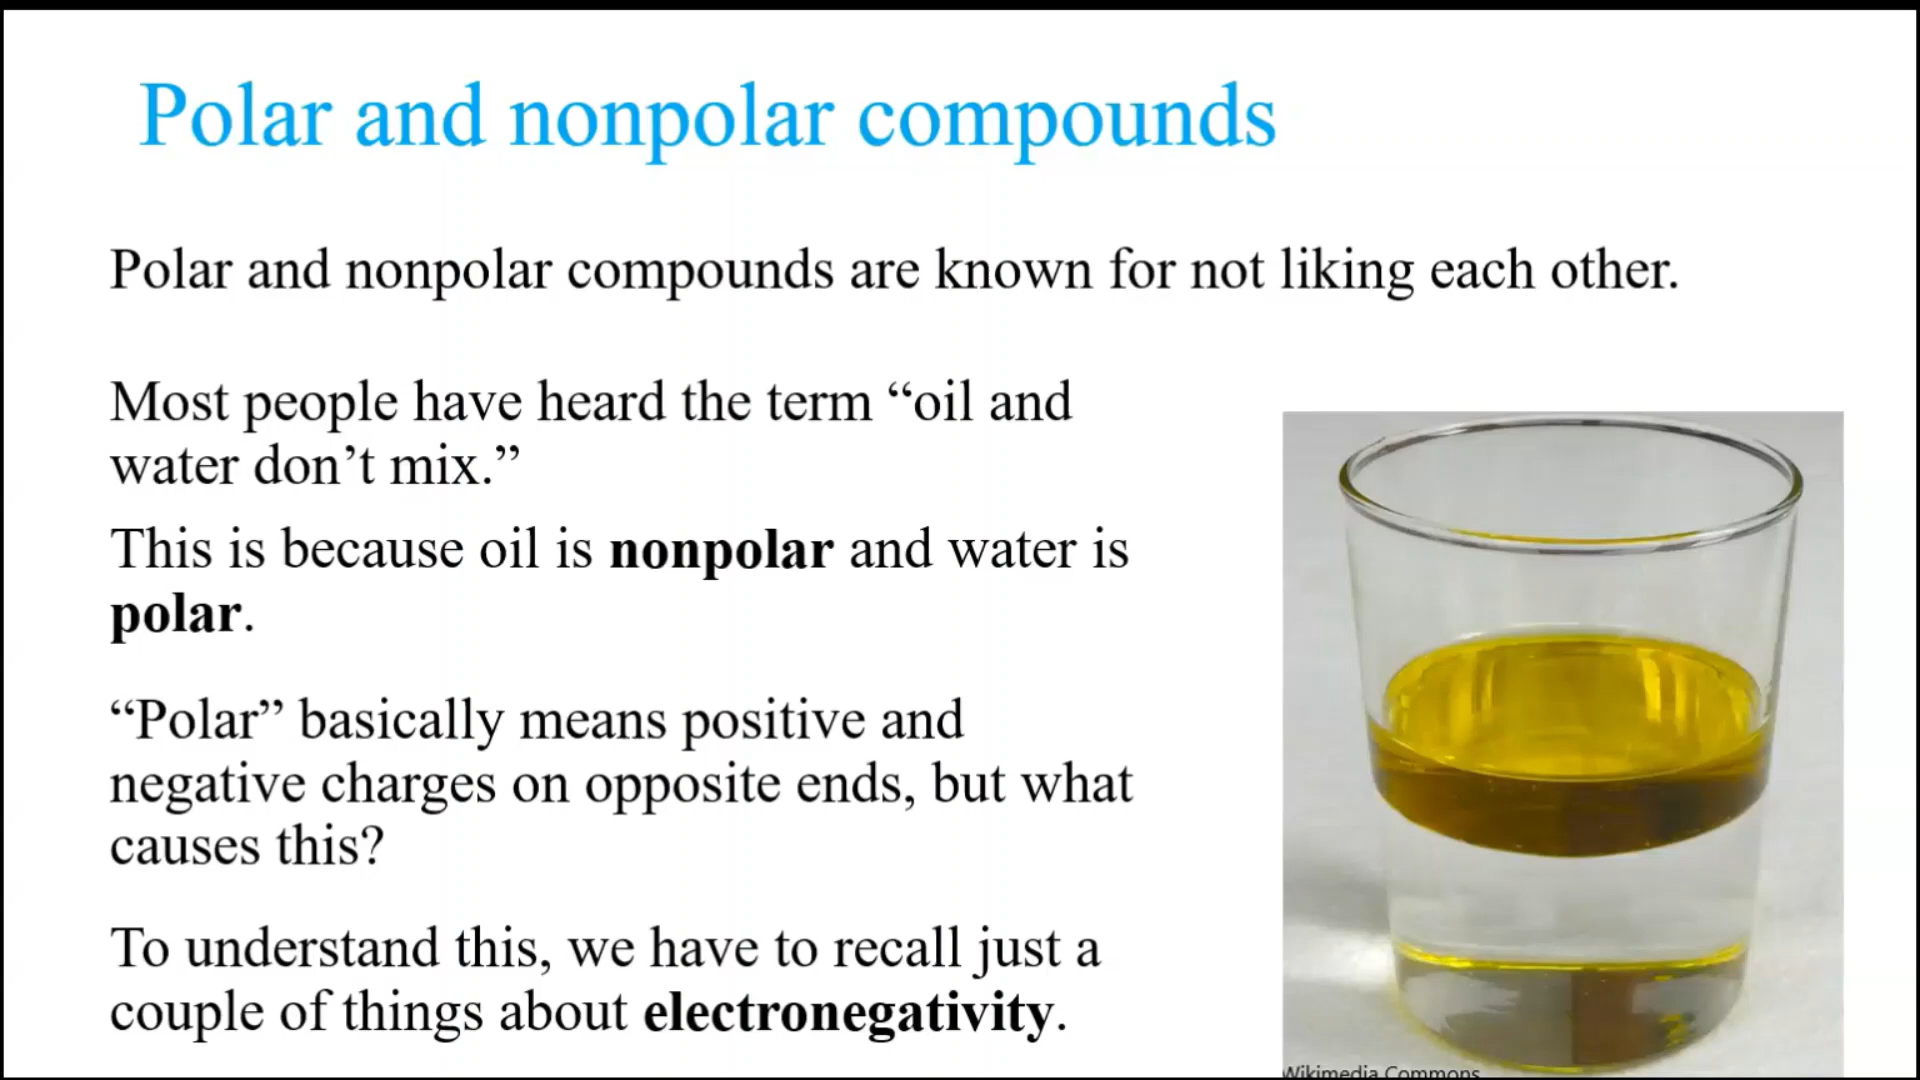 Polar and nonpolar compounds
Polar and nonpolar compounds are known for not liking each other.
Most people have heard the term “oil and
water don’t mix.”
This is because oil is nonpolar and water is
polar.
“Polar” basically means positive and
negative charges on opposite ends, but what
causes this?
To understand this, we have to recall just a
couple of things about electronegativity.
Wikimedia Commons